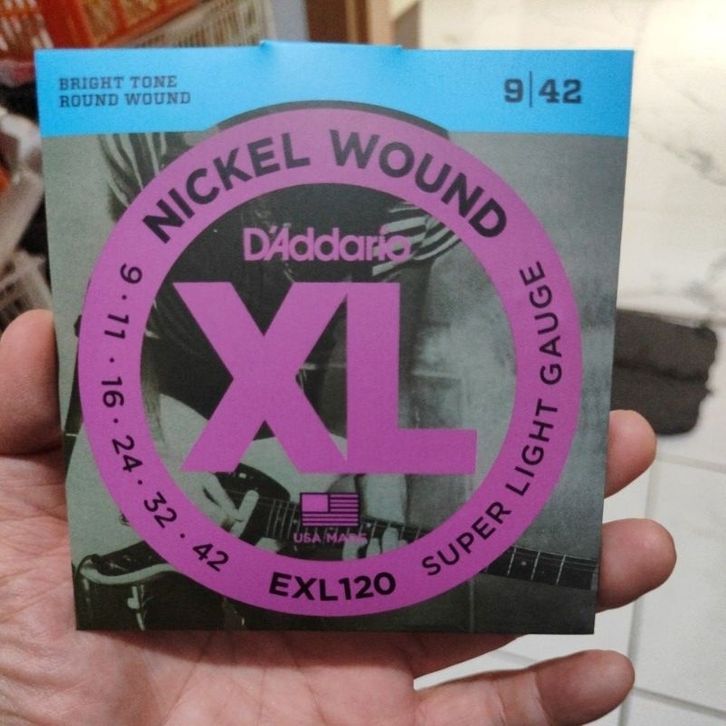 BRIGHT TONE
ROUND WOUND
9|42
NICKEL WOUND
D'Addario
XL
9 · 11 · 16 · 24 · 32 · 42
USA MADE
EXL120
SUPER LIGHT GAUGE